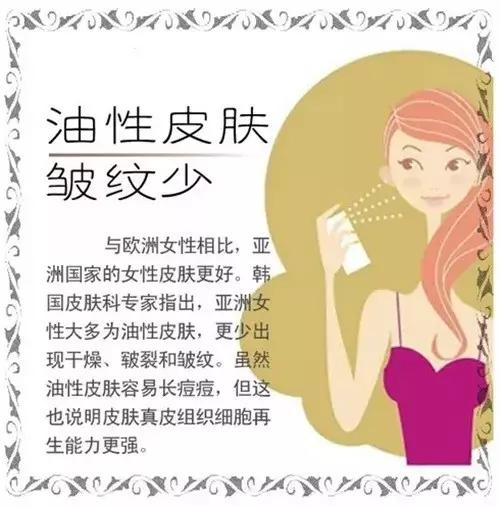 油性皮肤
皱纹少
与欧洲女性相比，亚
洲国家的女性皮肤更好。韩
国皮肤科专家指出，亚洲女
性大多为油性皮肤，更少出
现干燥、皲裂和皱纹。虽然
油性皮肤容易长痘痘，但这
也说明皮肤真皮组织细胞再
生能力更强。